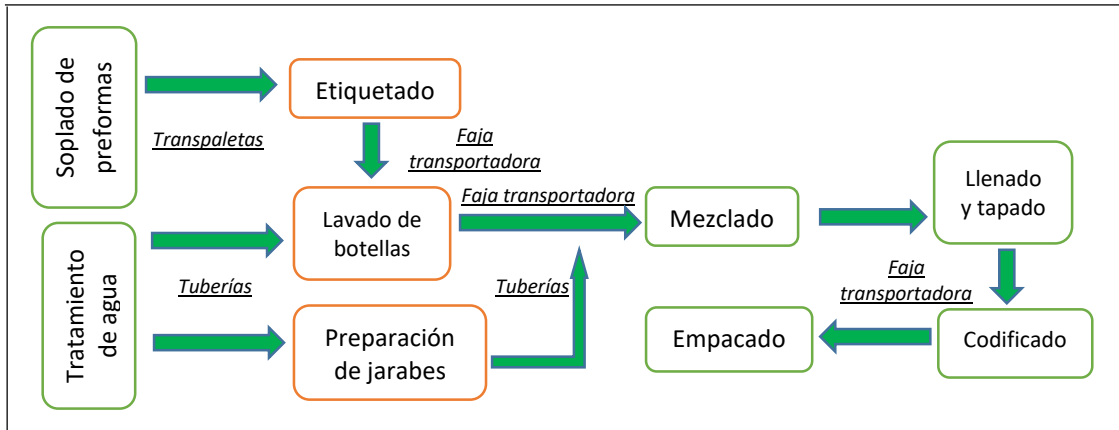 Soplado de
preformas
Etiquetado
Transpaletas
Faja
transportadora
Tratamiento
de agua
Lavado de
botellas
Faja transportadora
Mezclado
Llenado
y tapado
Tuberías
Tuberías
Faja
transportadora
Preparación
de jarabes
Empacado
Codificado